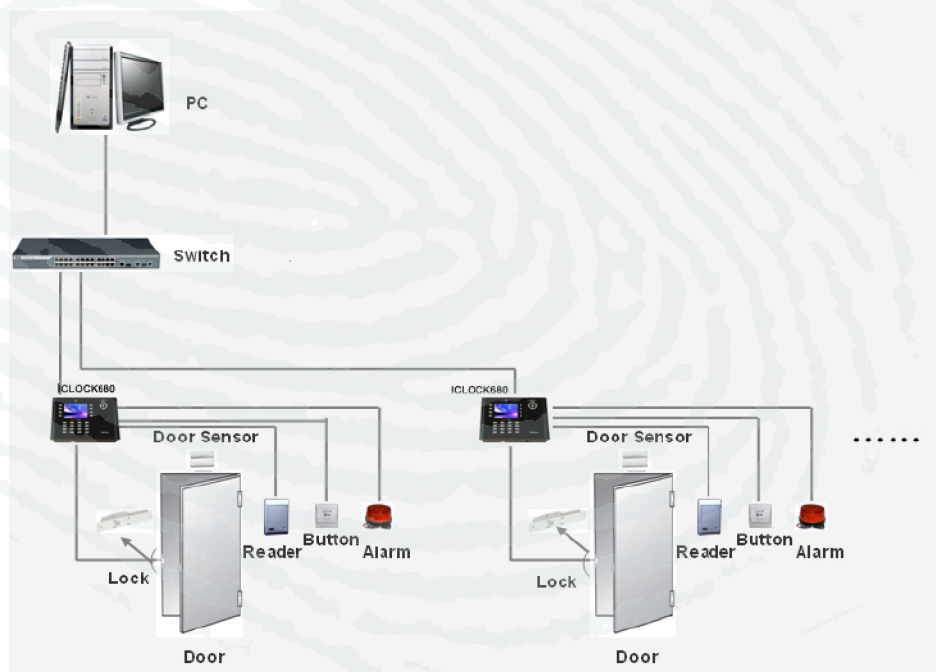 PC
Switch
ICLOCK680
ICLOCK680
Door Sensor
Door Sensor
Reader
Button
Alarm
Reader
Button
Alarm
Lock
Lock
Door
Door
......